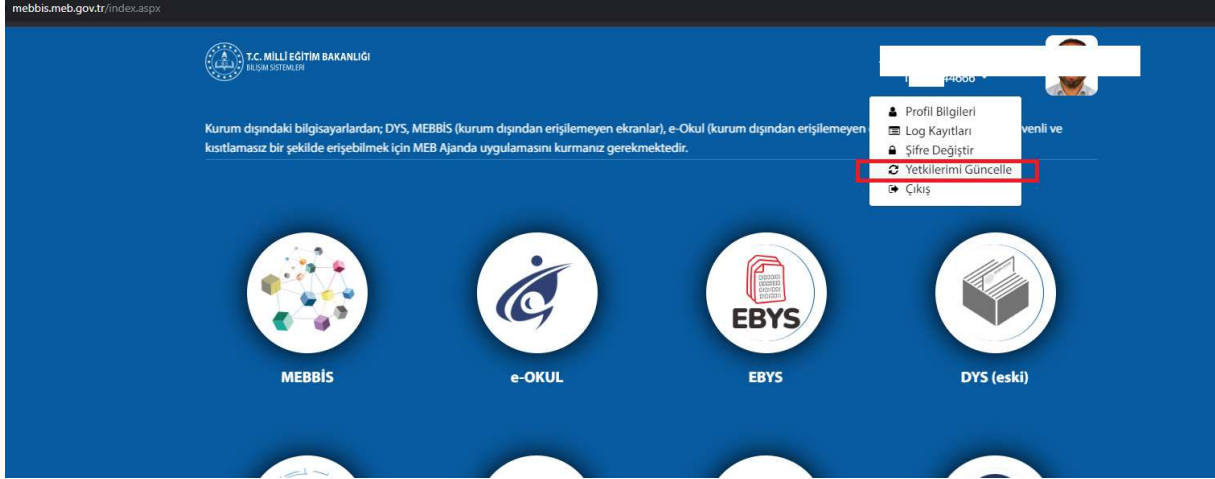 mebbis.meb.gov.tr/index.aspx
T.C. MİLLÎ EĞİTİM BAKANLIĞI
BİLİŞİM SİSTEMLERİ
44666
Kurum dışındaki bilgisayarlardan; DYS, MEBBİS (kurum dışından erişilemeyen ekranlar), e-Okul (kurum dışından erişilemeyen venli ve
kısıtlamasız bir şekilde erişebilmek için MEB Ajanda uygulamasını kurmanız gerekmektedir.
Profil Bilgileri
Log Kayıtları
Şifre Değiştir
Yetkilerimi Güncelle
Çıkış
EBYS
MEBBİS
e-OKUL
EBYS
DYS (eski)